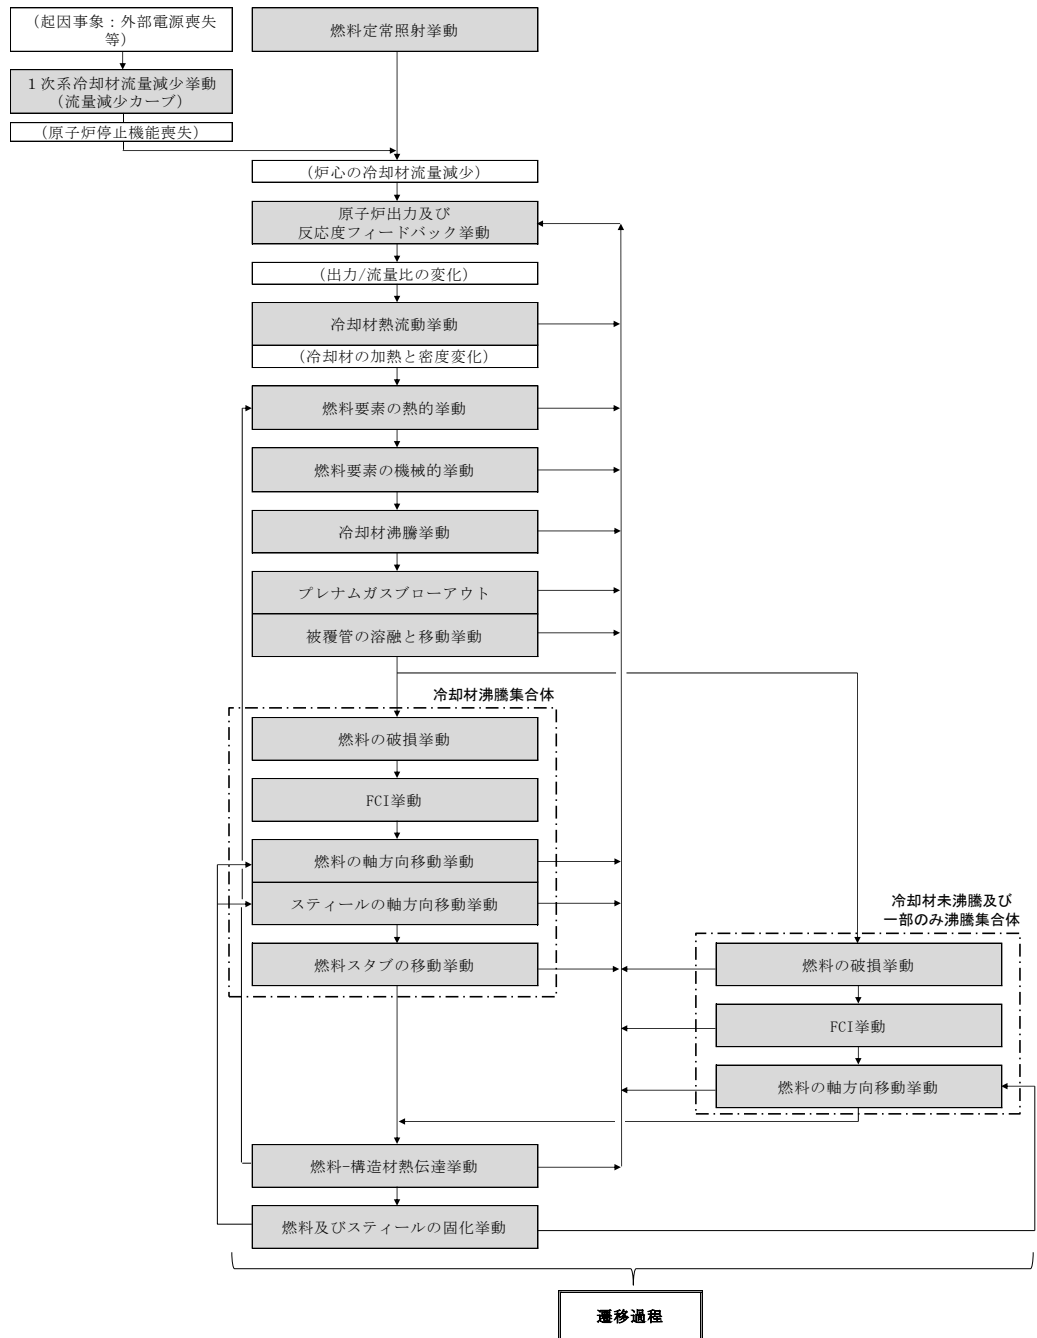 （起因事象：外部電源喪失
等）
燃料定常照射挙動
１次系冷却材流量減少挙動
（流量減少カーブ）
（原子炉停止機能喪失）
（炉心の冷却材流量減少）
原子炉出力及び
反応度フィードバック挙動
（出力/流量比の変化）
冷却材熱流動挙動
（冷却材の加熱と密度変化）
燃料要素の熱的挙動
燃料要素の機械的挙動
冷却材沸騰挙動
プレナムガスブローアウト
被覆管の溶融と移動挙動
冷却材沸騰集合体
燃料の破損挙動
FCI挙動
燃料の軸方向移動挙動
スティールの軸方向移動挙動
燃料スタブの移動挙動
冷却材未沸騰及び
一部のみ沸騰集合体
燃料の破損挙動
FCI挙動
燃料の軸方向移動挙動
燃料-構造材熱伝達挙動
燃料及びスティールの固化挙動
遷移過程